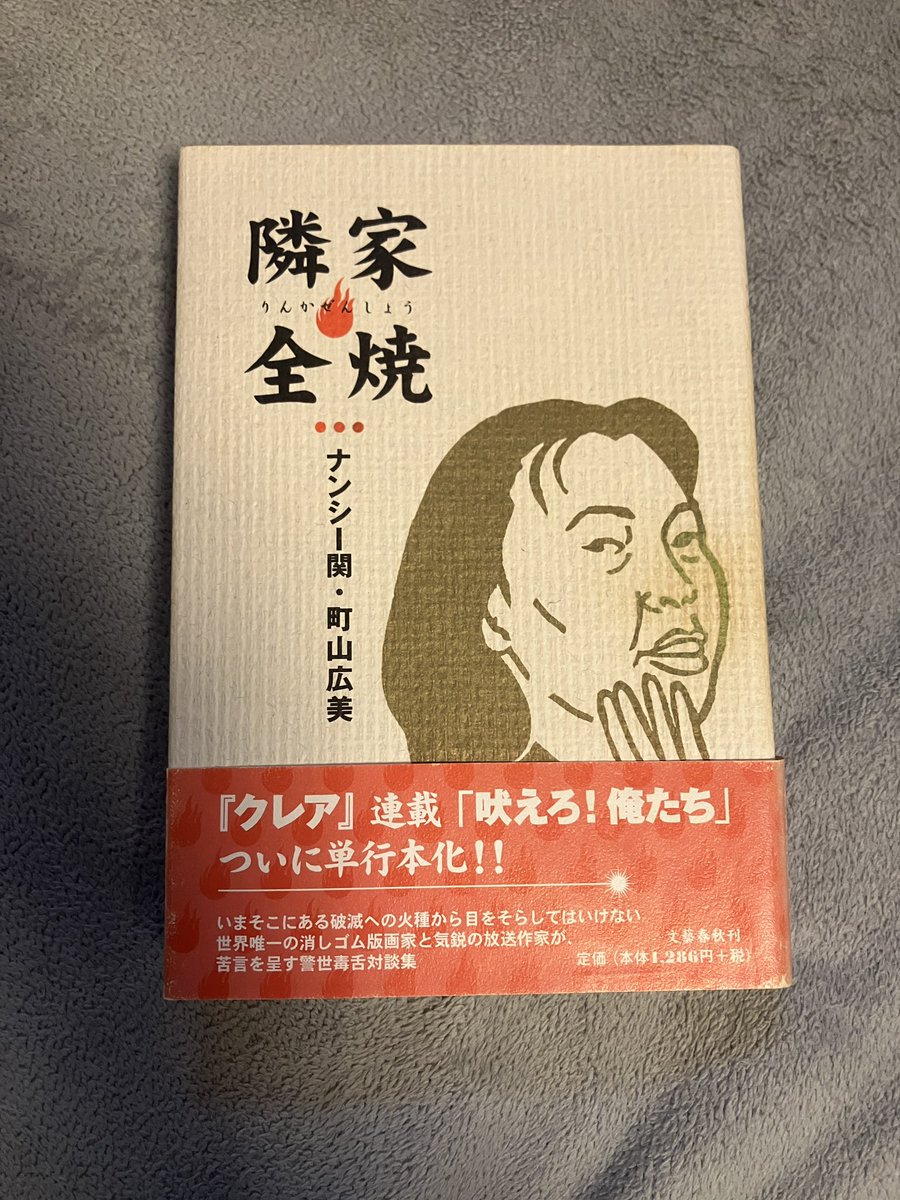 隣家
りんかぜんしょう
全焼
ナンシー関・町山広美
『クレア』連載「吠えろ!俺たち」
ついに単行本化!!
いまそこにある破滅への火種から目をそらしてはいけない
世界唯一の消しゴム版画家と気鋭の放送作家が、
苦言を呈す警世毒舌対談集
文藝春秋刊
定価(本体1,286円+税)